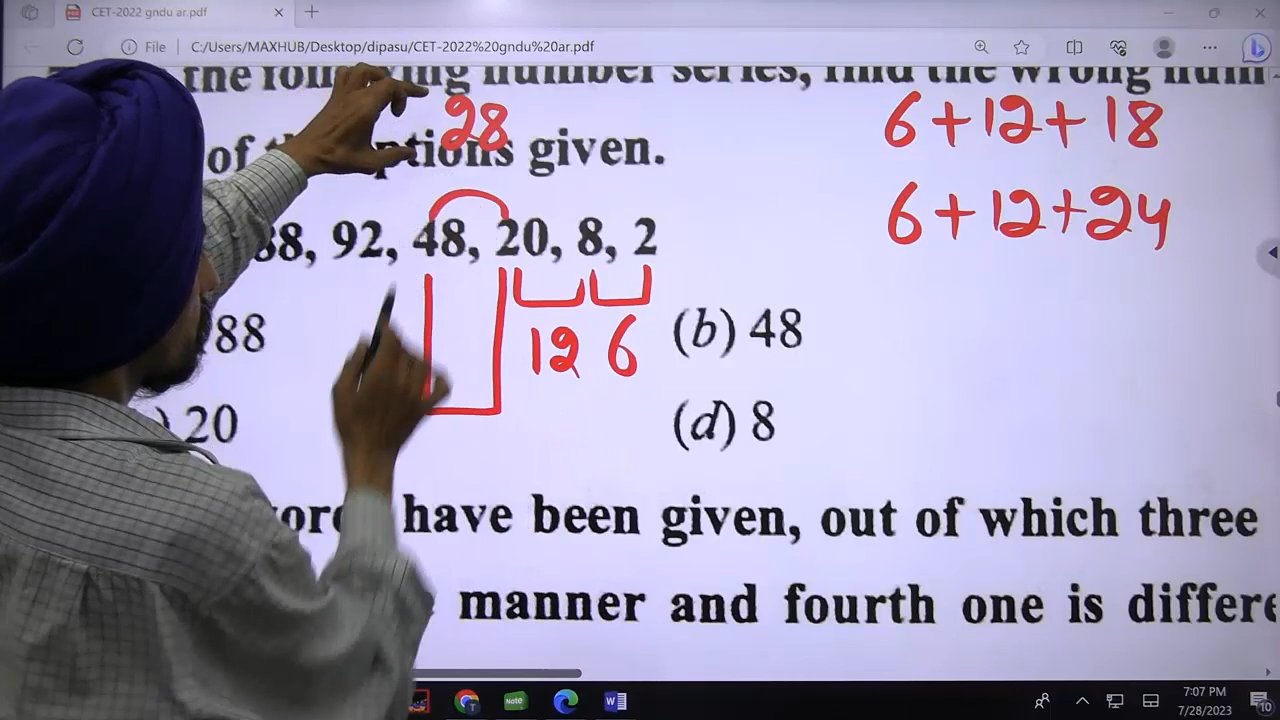 CET-2022 gndu ar.pdf
File C:/Users/MAXHUB/Desktop/dipasu/CET-2022%20gndu%20ar.pdf
the following number series, find the wrong num
28 6+12+18
of options given.
88, 92, 48, 20, 8, 2 6+12+24
12 6
88 (b) 48
) 20 (d) 8
have been given, out of which three
manner and fourth one is differe
Note 7:07 PM
7/28/2023 10